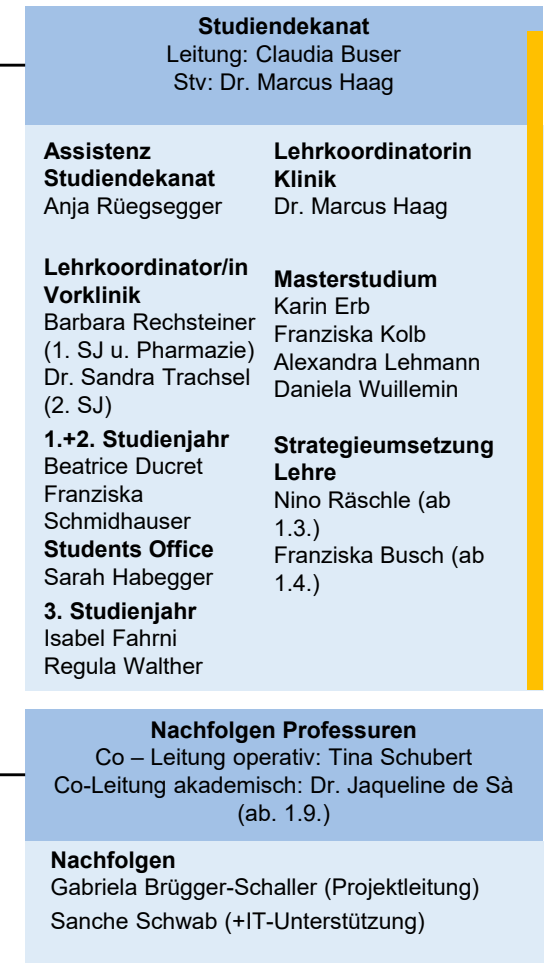 Studiendekanat
Leitung: Claudia Buser
Stv: Dr. Marcus Haag
Assistenz
Studiendekanat
Anja Rüegsegger
Lehrkoordinator/in
Vorklinik
Barbara Rechsteiner
(1. SJ u. Pharmazie)
Dr. Sandra Trachsel
(2. SJ)
1.+2. Studienjahr
Beatrice Ducret
Franziska
Schmidhauser
Students Office
Sarah Habegger
3. Studienjahr
Isabel Fahrni
Regula Walther
Lehrkoordinatorin
Klinik
Dr. Marcus Haag
Masterstudium
Karin Erb
Franziska Kolb
Alexandra Lehmann
Daniela Wuillemin
Strategieumsetzung
Lehre
Nino Räschle (ab
1.3.)
Franziska Busch (ab
1.4.)
Nachfolgen Professuren
Co – Leitung operativ: Tina Schubert
Co-Leitung akademisch: Dr. Jaqueline de Sà
(ab. 1.9.)
Nachfolgen
Gabriela Brügger-Schaller (Projektleitung)
Sanche Schwab (+IT-Unterstützung)